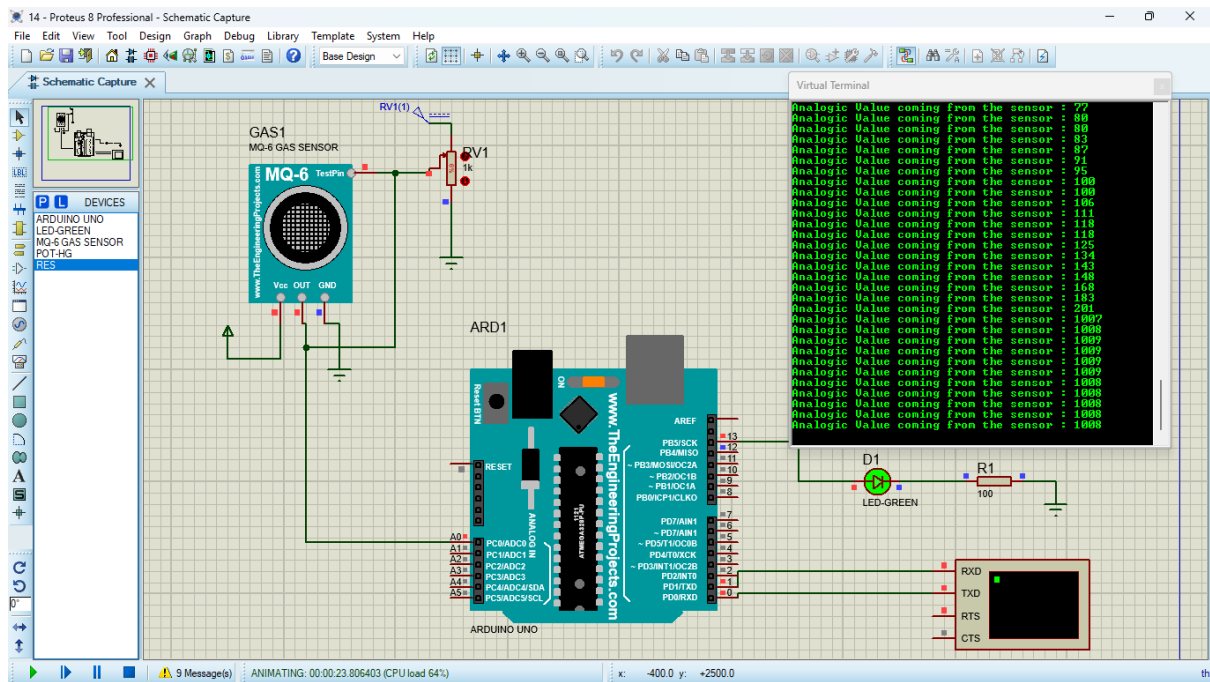 14 - Proteus 8 Professional - Schematic Capture
File Edit View Tool Design Graph Debug Library Template System Help
Base Design
Schematic Capture
Virtual Terminal
P L DEVICES
ARDUINO UNO
LED-GREEN
MQ-6 GAS SENSOR
POT-HG
RES
LBL
A
S
0°
RV1(1)
GAS1
MQ-6 GAS SENSOR
MQ-6 TestPin
www.TheEngineeringProjects.com
Vcc OUT GND
RV1
1k
Analogic Value coming from the sensor : 77
Analogic Value coming from the sensor : 80
Analogic Value coming from the sensor : 80
Analogic Value coming from the sensor : 83
Analogic Value coming from the sensor : 87
Analogic Value coming from the sensor : 91
Analogic Value coming from the sensor : 95
Analogic Value coming from the sensor : 100
Analogic Value coming from the sensor : 100
Analogic Value coming from the sensor : 106
Analogic Value coming from the sensor : 111
Analogic Value coming from the sensor : 118
Analogic Value coming from the sensor : 118
Analogic Value coming from the sensor : 125
Analogic Value coming from the sensor : 134
Analogic Value coming from the sensor : 143
Analogic Value coming from the sensor : 148
Analogic Value coming from the sensor : 168
Analogic Value coming from the sensor : 183
Analogic Value coming from the sensor : 201
Analogic Value coming from the sensor : 1007
Analogic Value coming from the sensor : 1008
Analogic Value coming from the sensor : 1009
Analogic Value coming from the sensor : 1009
Analogic Value coming from the sensor : 1009
Analogic Value coming from the sensor : 1009
Analogic Value coming from the sensor : 1008
Analogic Value coming from the sensor : 1008
Analogic Value coming from the sensor : 1008
Analogic Value coming from the sensor : 1008
Analogic Value coming from the sensor : 1008
ARD1
Reset BTN
ON
www.TheEngineeringProjects.com
ANALOG IN
1121
ATMEGA328P-PU
RESET
AREF
PB5/SCK 13
PB4/MISO 12
~ PB3/MOSI/OC2A 11
~ PB2/OC1B 10
~ PB1/OC1A 9
PB0/ICP1/CLKO 8
PD7/AIN1 7
~ PD7/AIN1 6
~ PD5/T1/OC0B 5
PD4/T0/XCK 4
~ PD3/INT1/OC2B 3
PD2/INT0 2
PD1/TXD 1
PD0/RXD 0
A0 PC0/ADC0
A1 PC1/ADC1
A2 PC2/ADC2
A3 PC3/ADC3
A4 PC4/ADC4/SDA
A5 PC5/ADC5/SCL
ARDUINO UNO
D1
LED-GREEN
R1
100
RXD
TXD
RTS
CTS
9 Message(s) ANIMATING: 00:00:23.806403 (CPU load 64%) x: -400.0 y: +2500.0 th